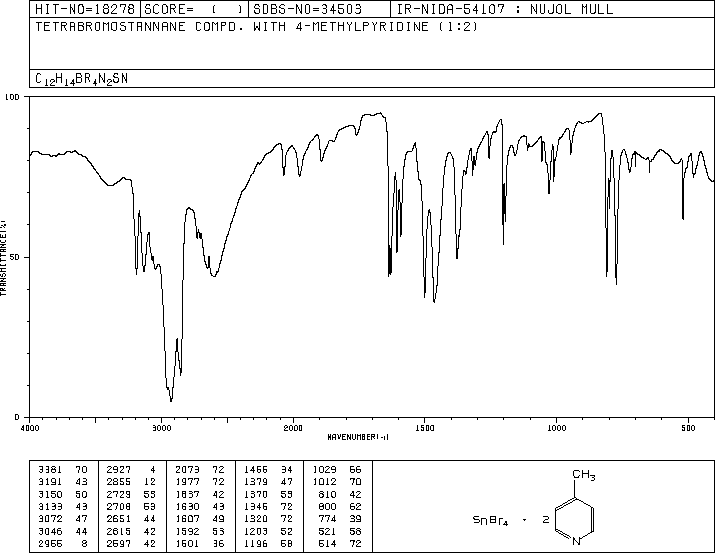 HIT-NO=18278 SCORE= ( ) SDBS-NO=34503 IR-NIDA-54107 : NUJOL MULL
TETRABROMOSTANNANE COMPD. WITH 4-METHYLPYRIDINE (1:2)
C12H14BR4N2SN
100
50
0
TRANSMITTANCE(%)
4000 3000 2000 1500 1000 500
WAVENUMBER(-1)
3381 70 2927 4 2073 72 1466 34 1029 66
3191 43 2855 12 1977 72 1379 47 1012 70
3150 50 2729 55 1637 42 1370 59 810 42
3133 43 2708 59 1630 43 1345 72 800 62
3072 47 2651 44 1607 49 1320 72 774 39
3046 44 2615 42 1592 53 1203 52 521 58
2956 8 2597 42 1501 36 1196 58 514 72
SnBr4 · 2
CH3
N